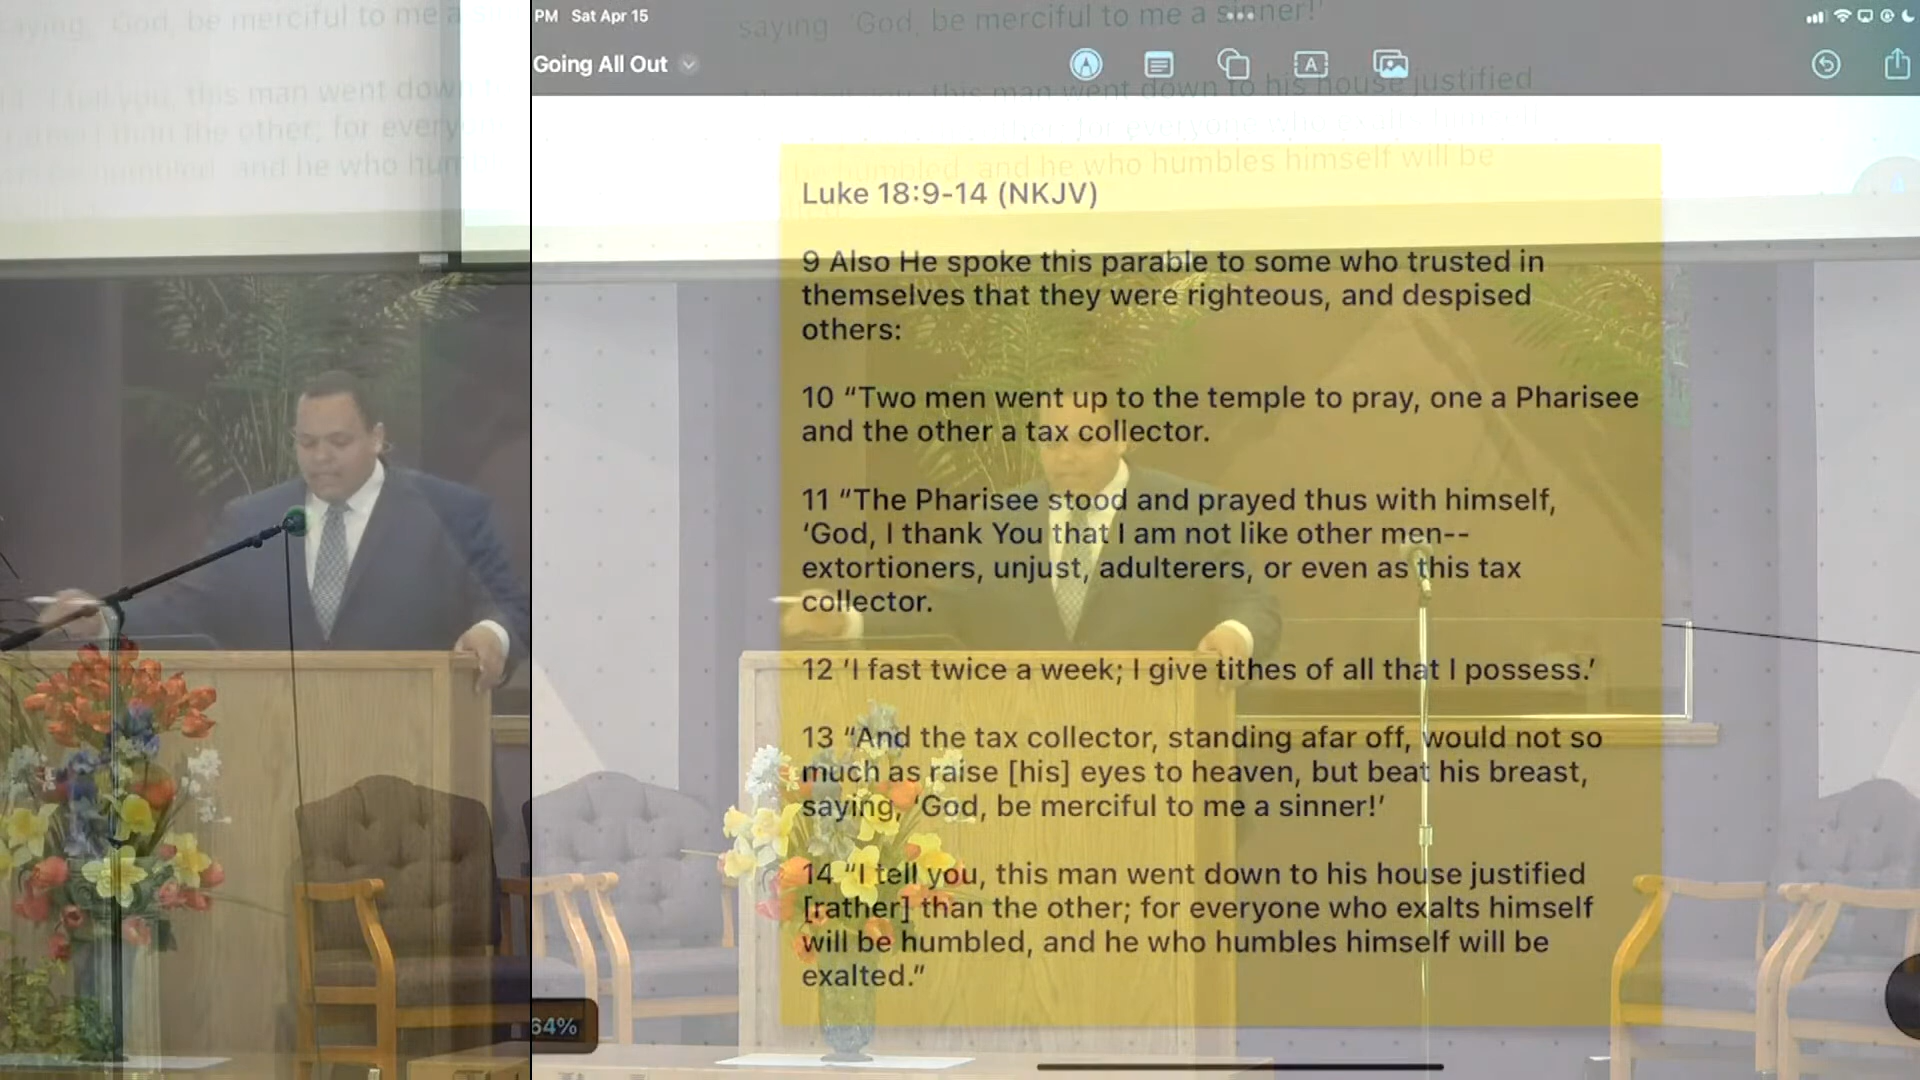 PM Sat Apr 15
saying, 'God, be merciful to me a sinner!'
Going All Out
Luke 18:9-14 (NKJV)
9 Also He spoke this parable to some who trusted in
themselves that they were righteous, and despised
others:
10 “Two men went up to the temple to pray, one a Pharisee
and the other a tax collector.
11 “The Pharisee stood and prayed thus with himself,
‘God, I thank You that I am not like other men--
extortioners, unjust, adulterers, or even as this tax
collector.
12 ‘I fast twice a week; I give tithes of all that I possess.’
13 “And the tax collector, standing afar off, would not so
much as raise [his] eyes to heaven, but beat his breast,
saying, ‘God, be merciful to me a sinner!’
14 “I tell you, this man went down to his house justified
[rather] than the other; for everyone who exalts himself
will be humbled, and he who humbles himself will be
exalted.”
64%